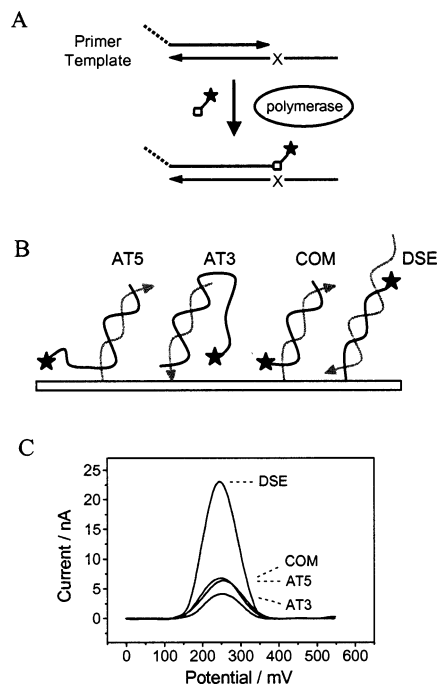 A
Primer
Template
X
polymerase
X
B
AT5 AT3 COM DSE
C
Current / nA
25
20
15
10
5
0
DSE
COM
AT5
AT3
0 100 200 300 400 500 600
Potential / mV